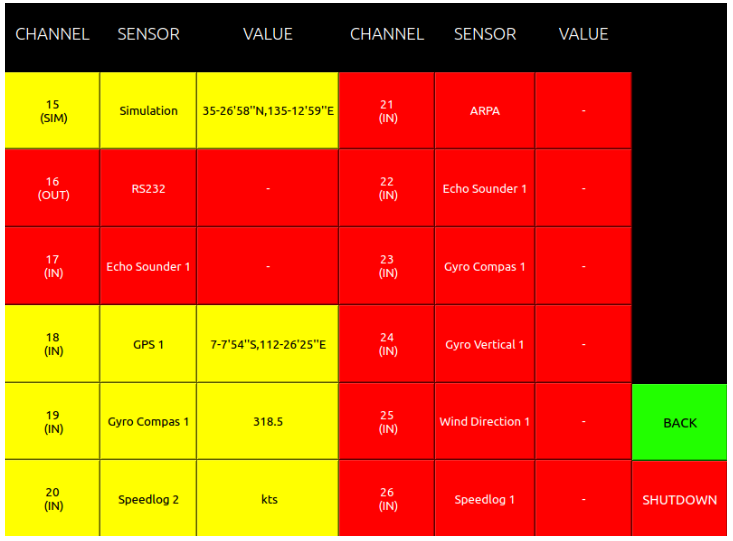 CHANNEL SENSOR VALUE CHANNEL SENSOR VALUE
15 (SIM) Simulation 35-26'58"N,135-12'59"E 21 (IN) ARPA -
16 (OUT) RS232 - 22 (IN) Echo Sounder 1 -
17 (IN) Echo Sounder 1 - 23 (IN) Gyro Compas 1 -
18 (IN) GPS 1 7-7'54"S,112-26'25"E 24 (IN) Gyro Vertical 1 -
19 (IN) Gyro Compas 1 318.5 25 (IN) Wind Direction 1 - BACK
20 (IN) Speedlog 2 kts 26 (IN) Speedlog 1 - SHUTDOWN